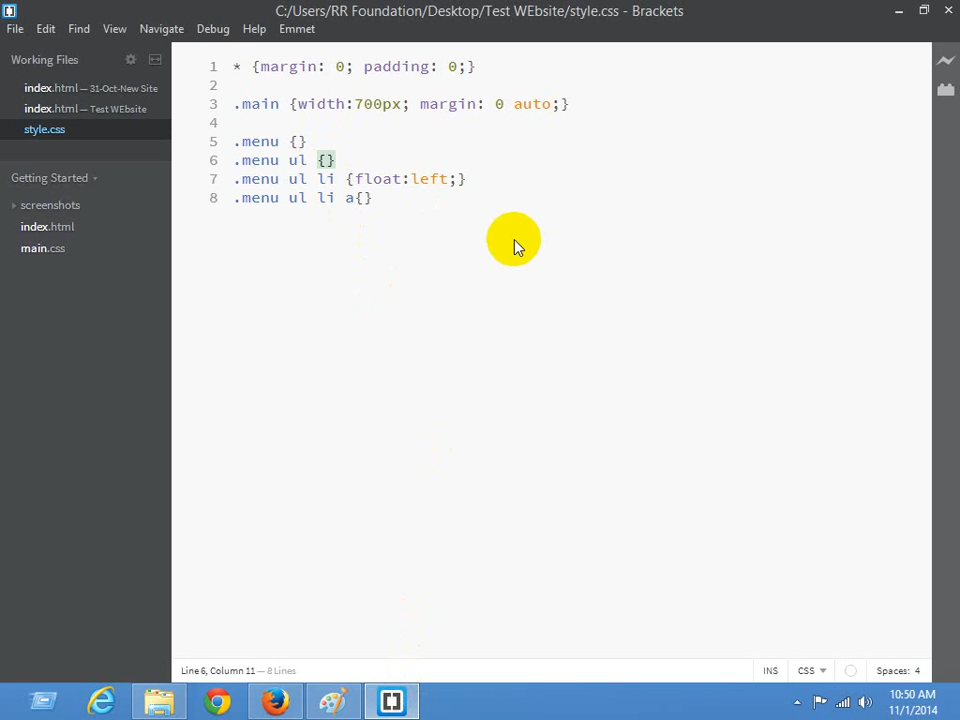 C:/Users/RR Foundation/Desktop/Test WEbsite/style.css - Brackets
File Edit Find View Navigate Debug Help Emmet
Working Files
index.html — 31-Oct-New Site
index.html — Test WEbsite
style.css
Getting Started
screenshots
index.html
main.css
1 * {margin: 0; padding: 0;}
2
3 .main {width:700px; margin: 0 auto;}
4
5 .menu {}
6 .menu ul {}
7 .menu ul li {float:left;}
8 .menu ul li a{}
Line 6, Column 11 — 8 Lines
INS CSS Spaces: 4
10:50 AM
11/1/2014